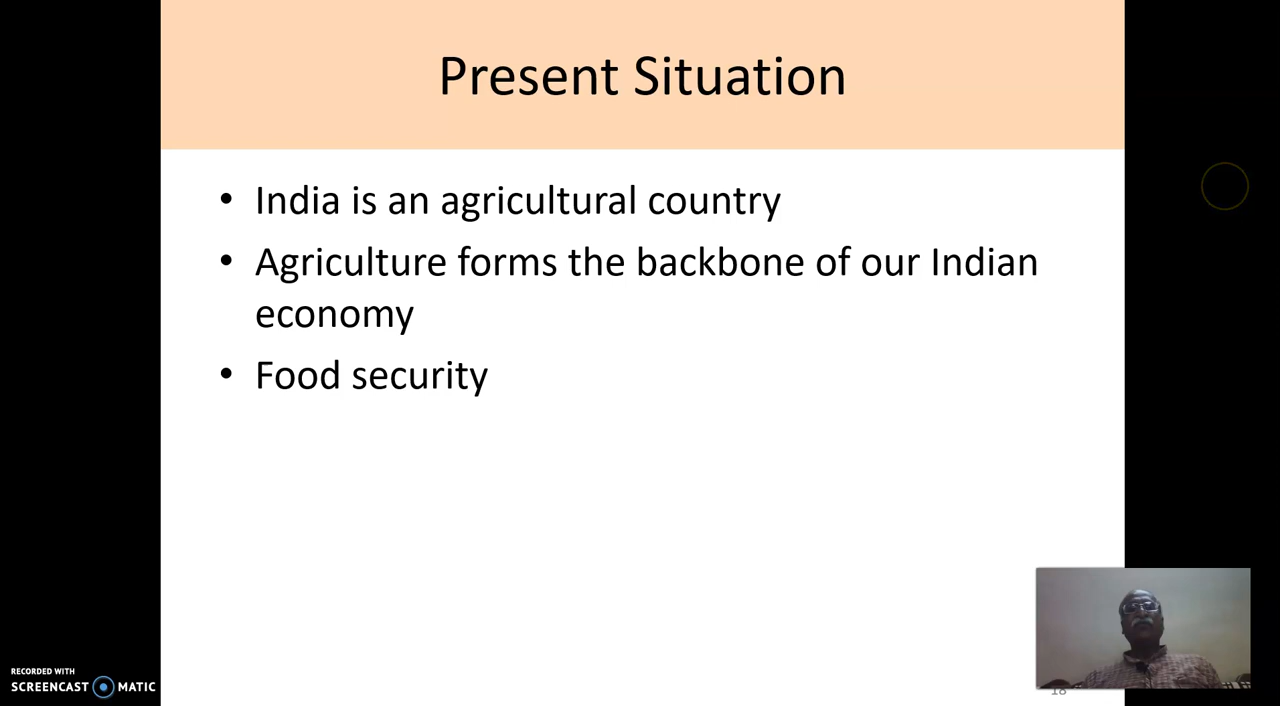 Present Situation
• India is an agricultural country
• Agriculture forms the backbone of our Indian
economy
• Food security
18
RECORDED WITH
SCREENCAST MATIC